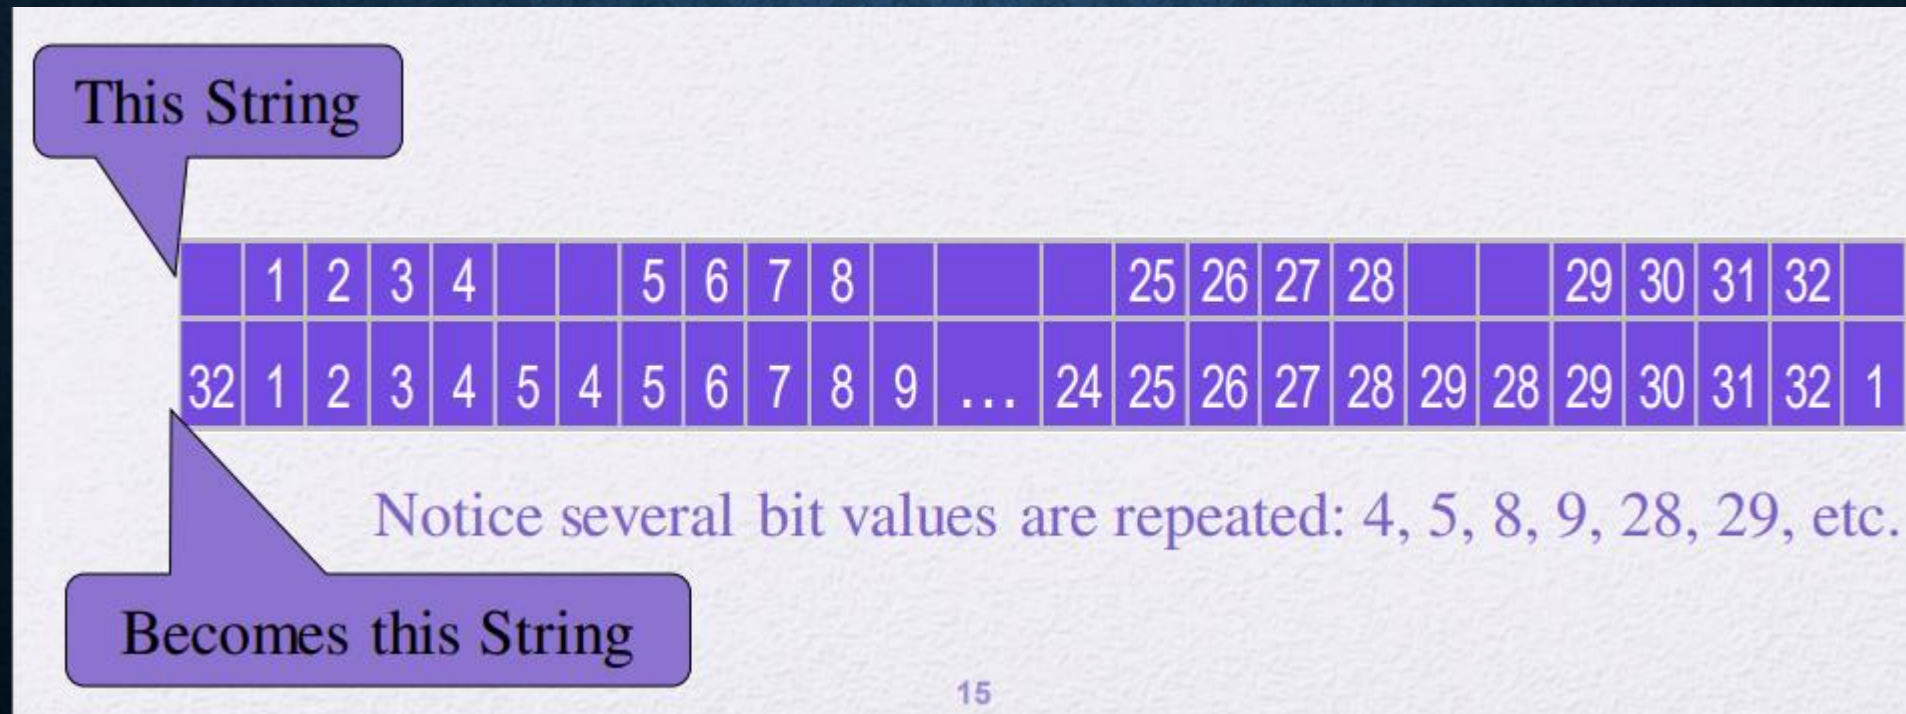 This String
1 2 3 4 5 6 7 8 25 26 27 28 29 30 31 32
32 1 2 3 4 5 4 5 6 7 8 9 ... 24 25 26 27 28 29 28 29 30 31 32 1
Notice several bit values are repeated: 4, 5, 8, 9, 28, 29, etc.
Becomes this String
15